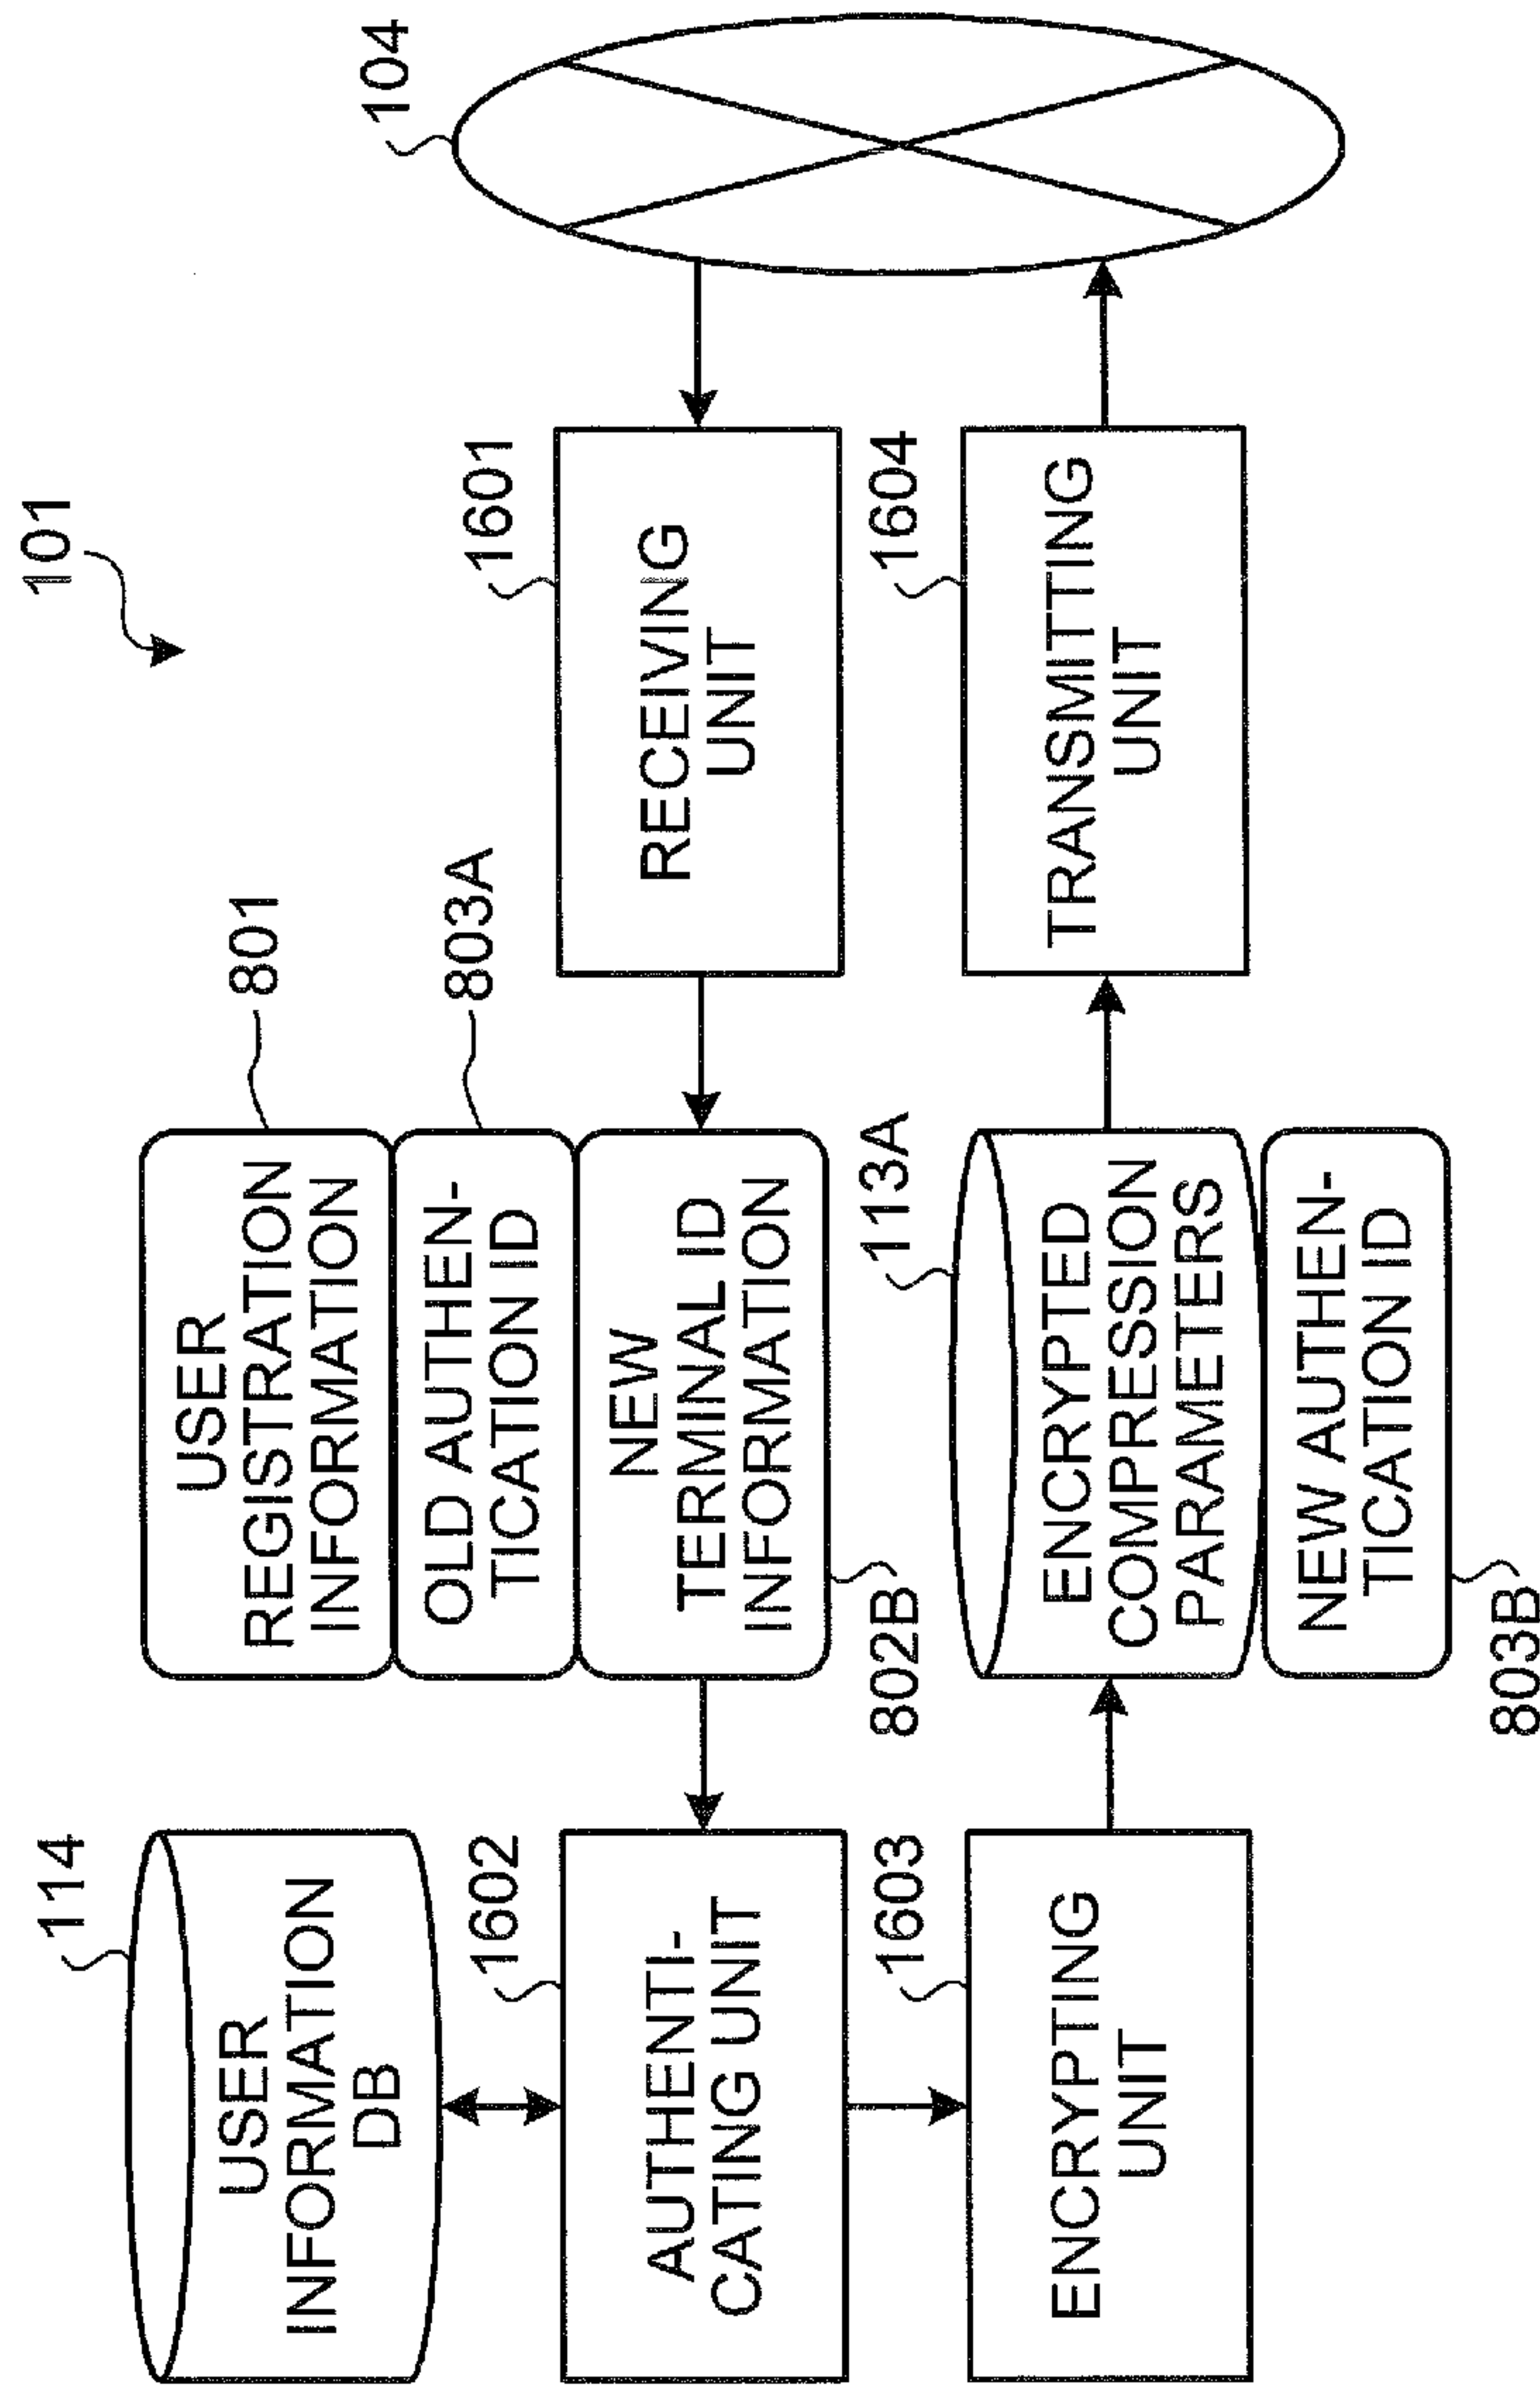 101
114
USER
INFORMATION
DB
801
USER
REGISTRATION
INFORMATION
803A
OLD AUTHEN-
TICATION ID
NEW
TERMINAL ID
INFORMATION
802B
1601
RECEIVING
UNIT
104
1602
AUTHENTI-
CATING UNIT
1603
ENCRYPTING
UNIT
113A
ENCRYPTED
COMPRESSION
PARAMETERS
NEW AUTHEN-
TICATION ID
803B
1604
TRANSMITTING
UNIT